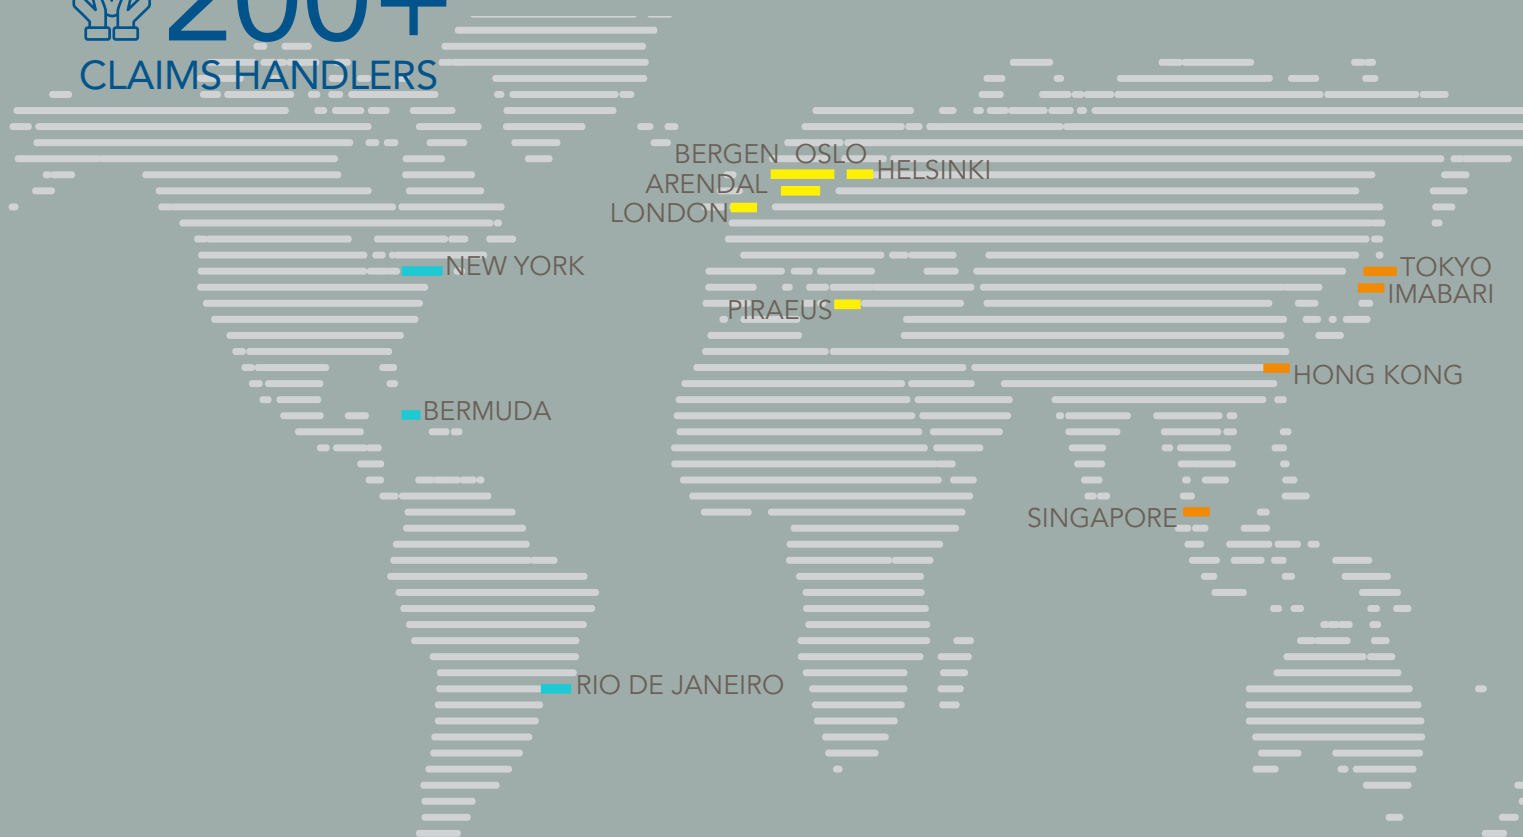 200+
CLAIMS HANDLERS
BERGEN OSLO
HELSINKI
ARENDAL
LONDON
NEW YORK
TOKYO
IMABARI
PIRAEUS
HONG KONG
BERMUDA
SINGAPORE
RIO DE JANEIRO